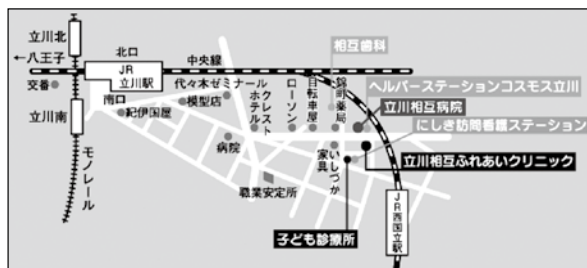 立川北
←八王子
北口
中央線
JR
立川駅
交番
南口
立川南
モノレール
紀伊国屋
代々木ゼミナール
模型店
病院
クレスト
ホテル
ローソン
自転車屋
錦町薬局
相互歯科
ヘルパーステーションコスモス立川
立川相互病院
にしき訪問看護ステーション
立川相互ふれあいクリニック
いしづか
家具
職業安定所
子ども診療所
JR西国立駅